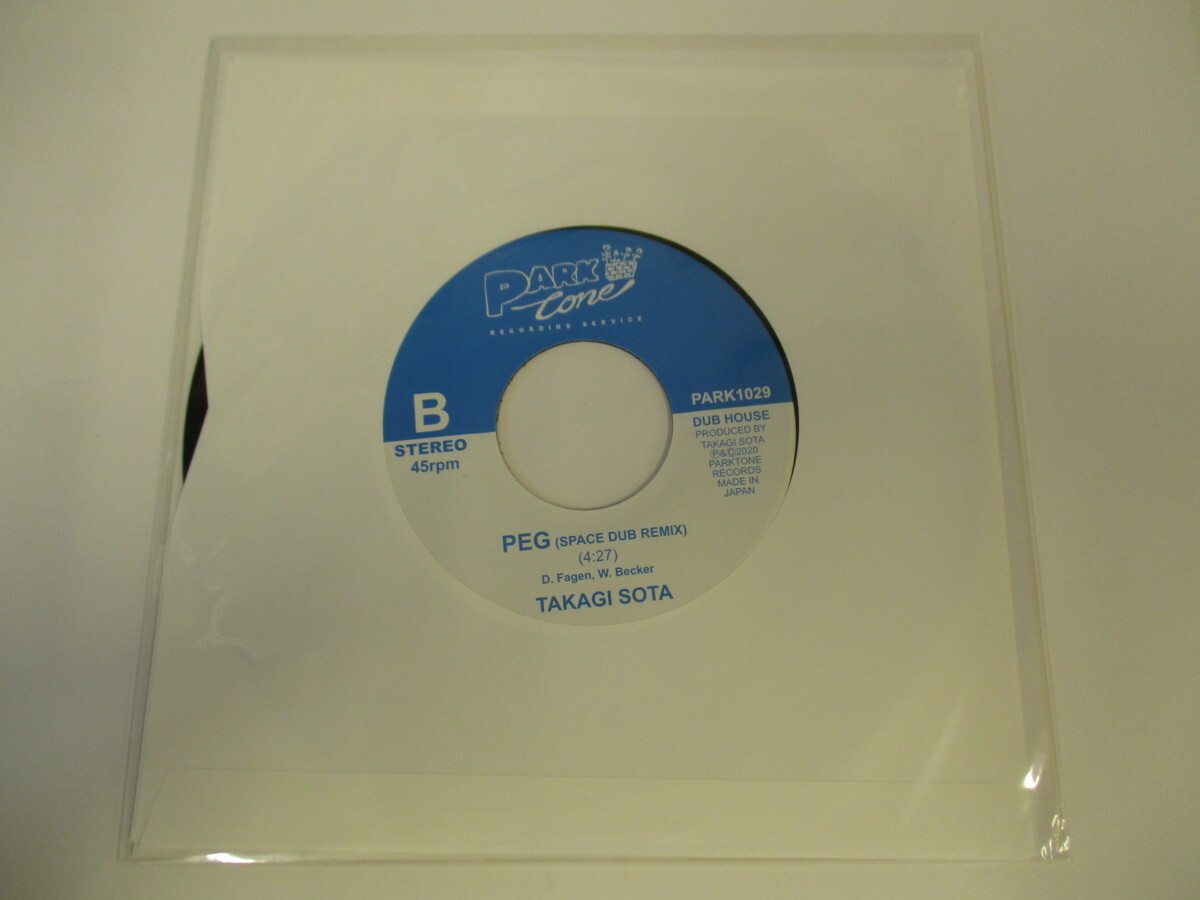 PARK
tone
RECORDING SERVICE
B
STEREO
45rpm
PARK1029
DUB HOUSE
PRODUCED BY
TAKAGI SOTA
Ⓟ&Ⓒ2020
PARKTONE
RECORDS
MADE IN
JAPAN
PEG (SPACE DUB REMIX)
(4:27)
D. Fagen, W. Becker
TAKAGI SOTA